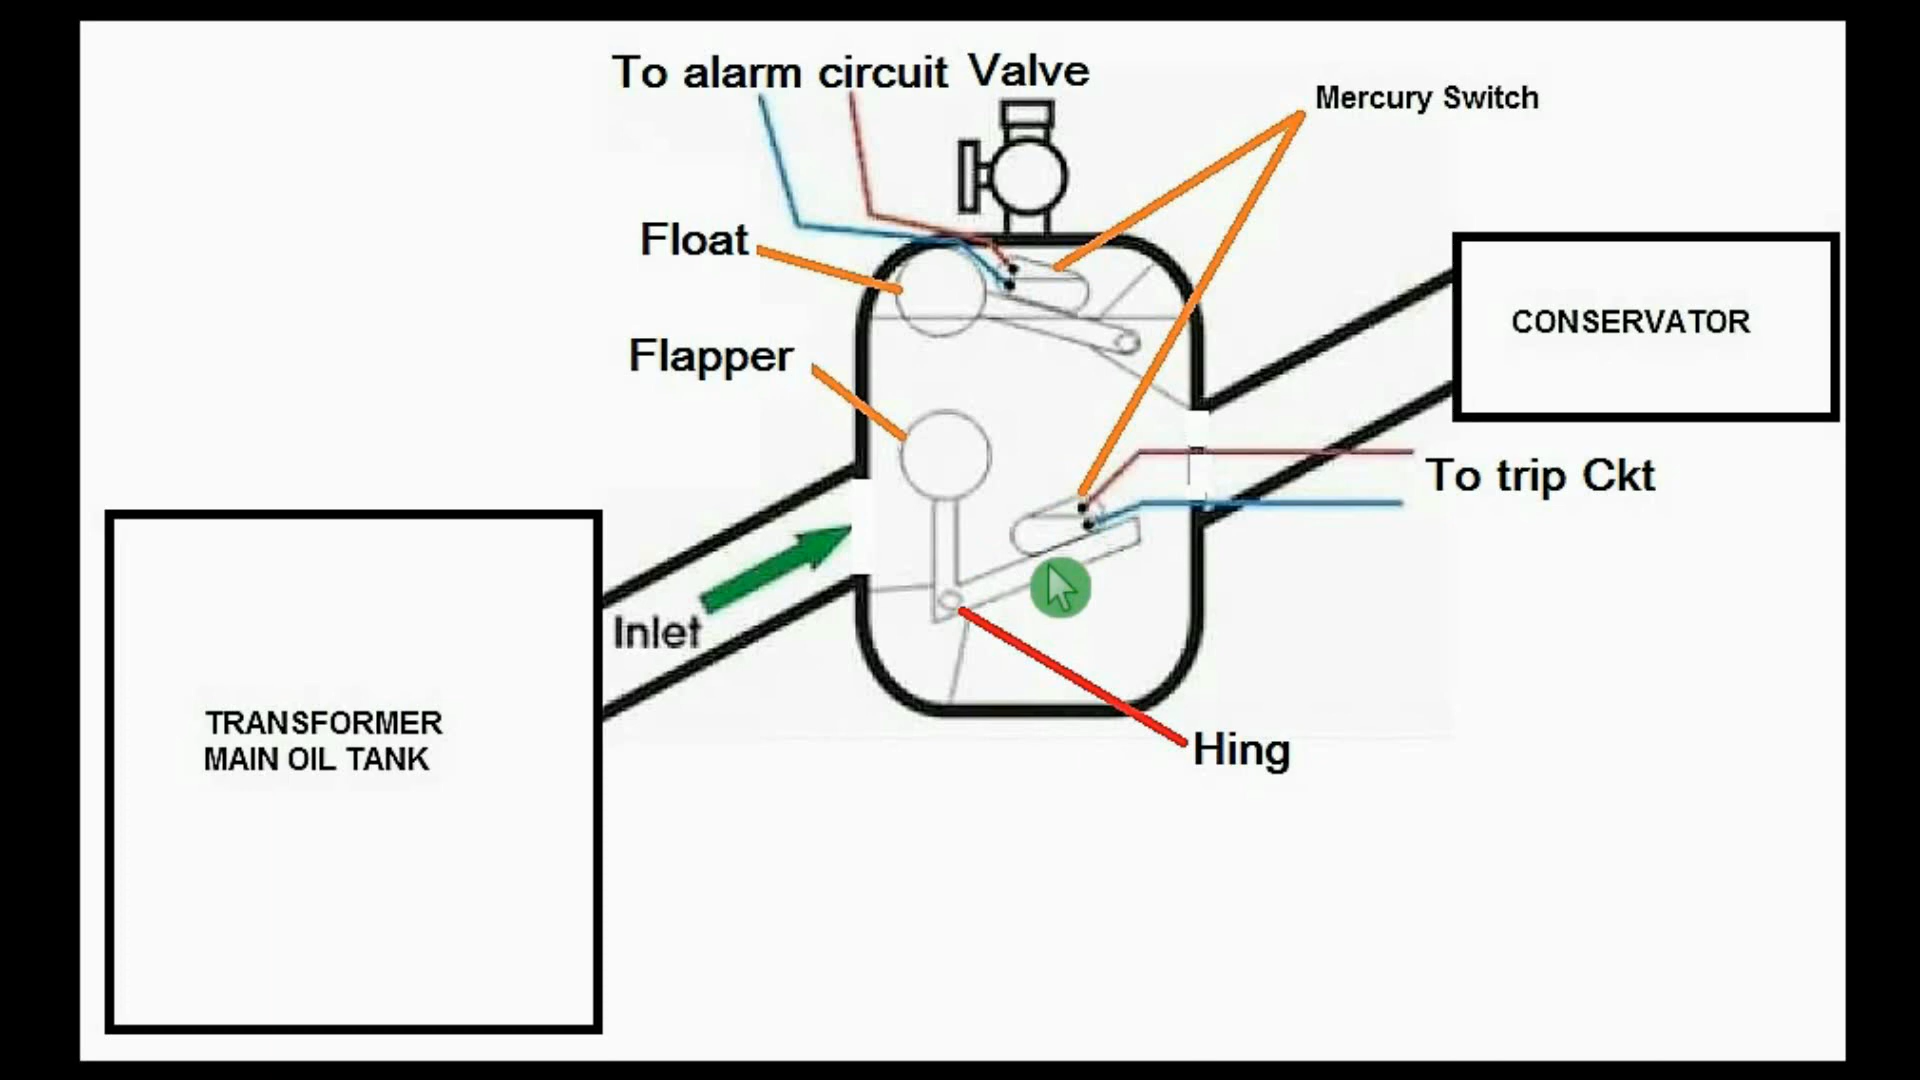 To alarm circuit Valve
Mercury Switch
Float
CONSERVATOR
Flapper
To trip Ckt
Inlet
TRANSFORMER
MAIN OIL TANK
Hing